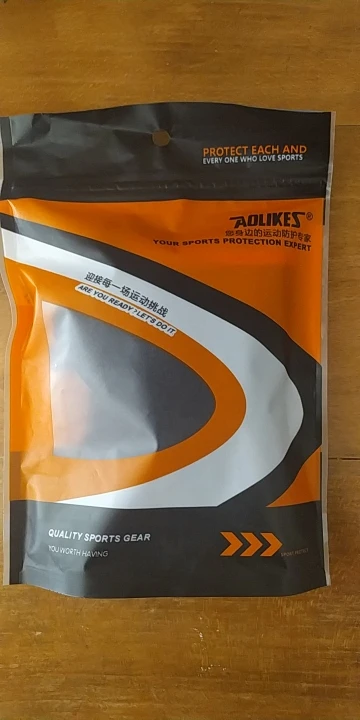 PROTECT EACH AND
EVERY ONE WHO LOVE SPORTS
AOLIKES®
您身边的运动防护专家
YOUR SPORTS PROTECTION EXPERT
迎接每一场运动挑战
ARE YOU READY?LET'S DO IT.
QUALITY SPORTS GEAR
YOU WORTH HAVING